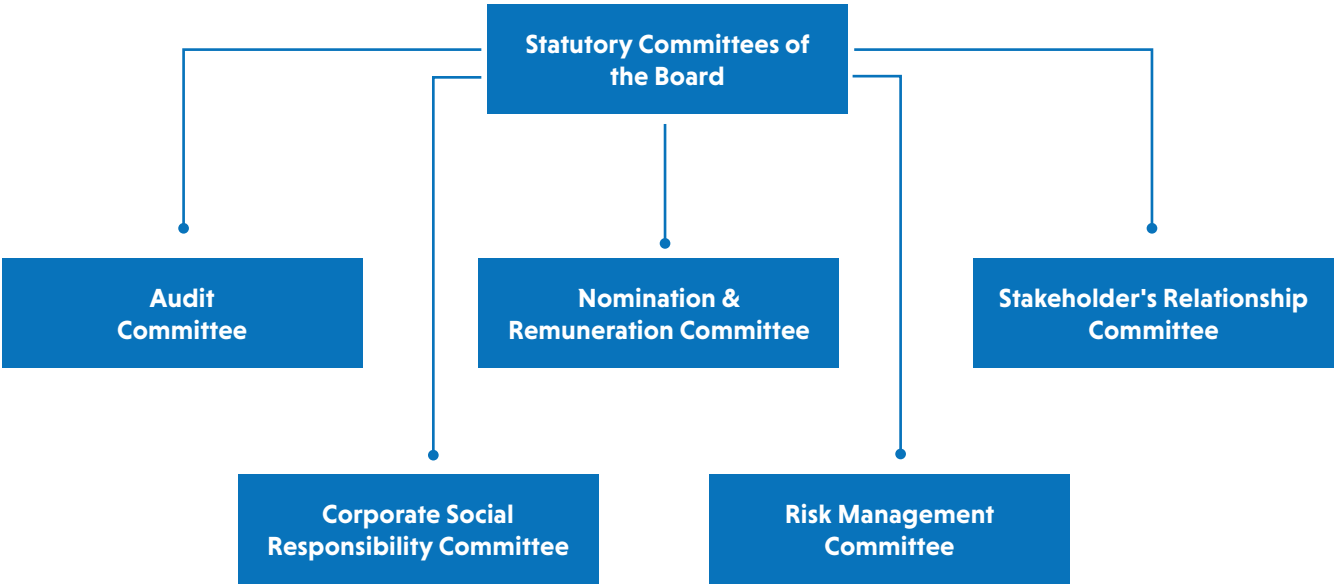 Statutory Committees of
the Board
Audit
Committee
Nomination &
Remuneration Committee
Stakeholder's Relationship
Committee
Corporate Social
Responsibility Committee
Risk Management
Committee